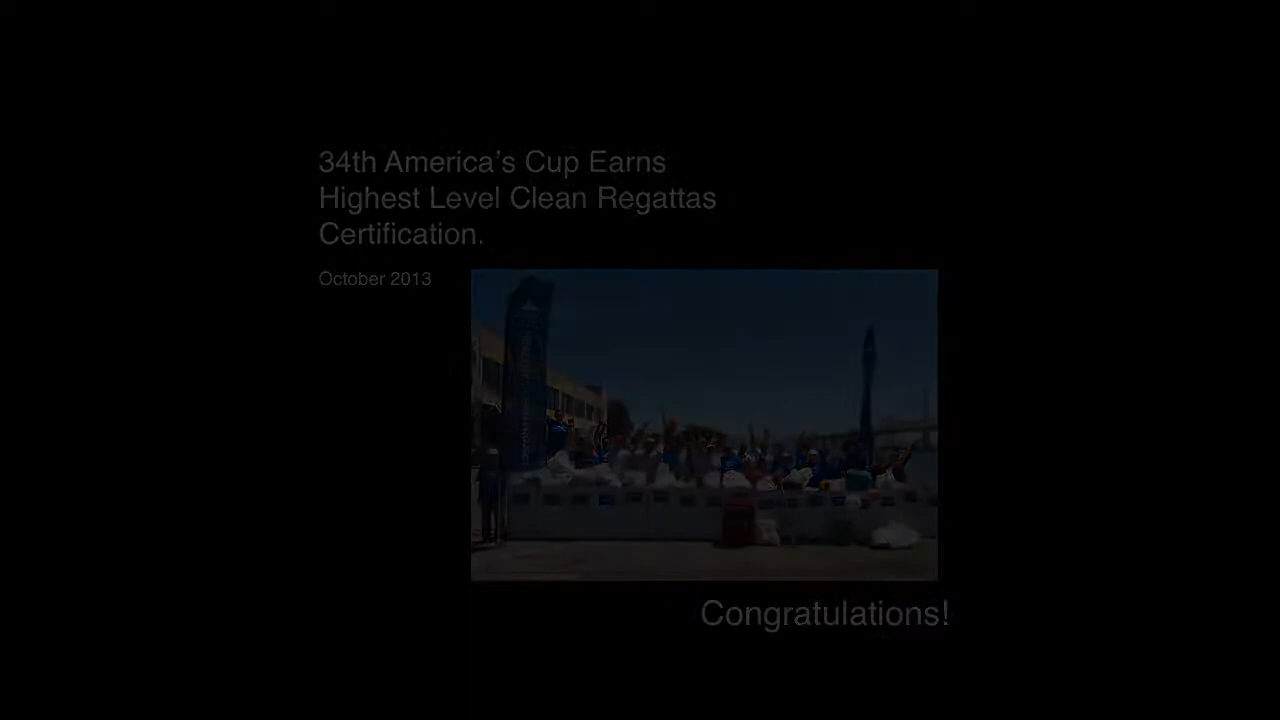 34th America’s Cup Earns
Highest Level Clean Regattas
Certification.
October 2013
Congratulations!